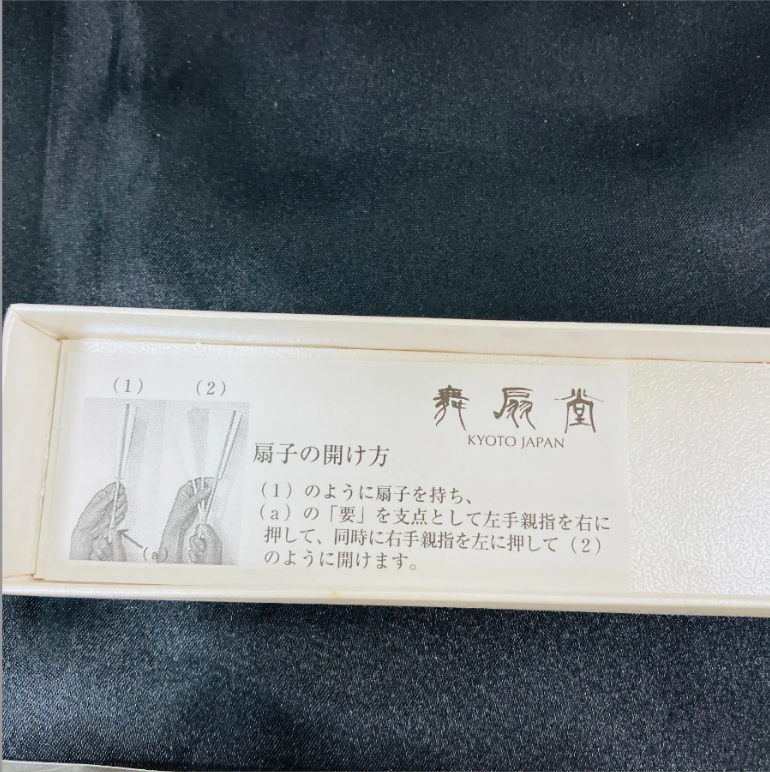 (1) (2)
舞扇堂
KYOTO JAPAN
扇子の開け方
(1)のように扇子を持ち、
(a)の「要」を支点として左手親指を右に
押して、同時に右手親指を左に押して(2)
のように開けます。
(a)